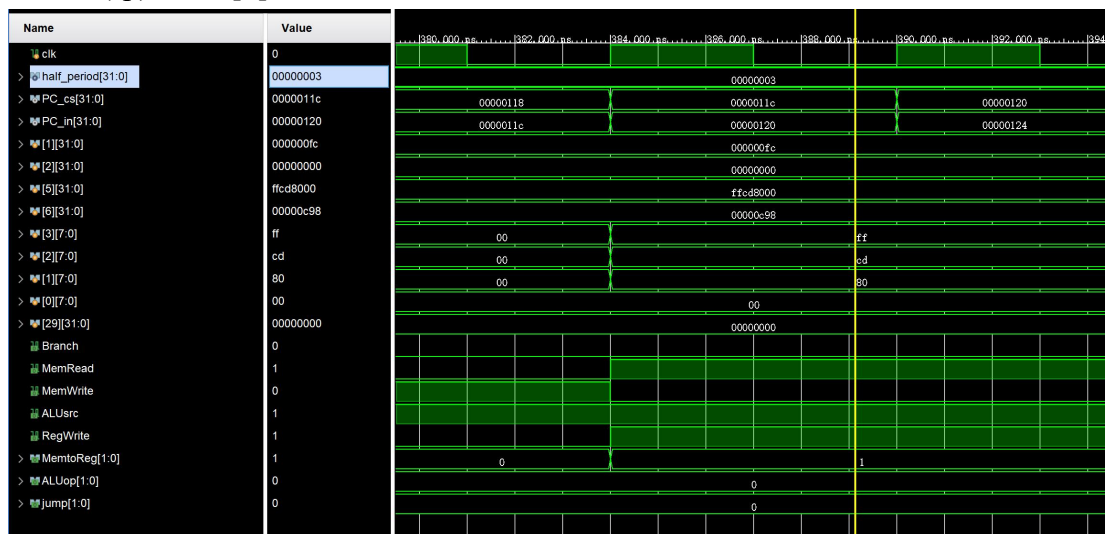 Name Value
380.000 ns 382.000 ns 384.000 ns 386.000 ns 388.000 ns 390.000 ns 392.000 ns 394
clk 0
half_period[31:0] 00000003 00000003
PC_cs[31:0] 0000011c 00000118 0000011c 00000120
PC_in[31:0] 00000120 0000011c 00000120 00000124
[1][31:0] 000000fc 000000fc
[2][31:0] 00000000 00000000
[5][31:0] ffcd8000 ffcd8000
[6][31:0] 00000c98 00000c98
[3][7:0] ff 00 ff
[2][7:0] cd 00 cd
[1][7:0] 80 00 80
[0][7:0] 00 00
[29][31:0] 00000000 00000000
Branch 0
MemRead 1
MemWrite 0
ALUsrc 1
RegWrite 1
MemtoReg[1:0] 1 0 1
ALUop[1:0] 0 0
jump[1:0] 0 0